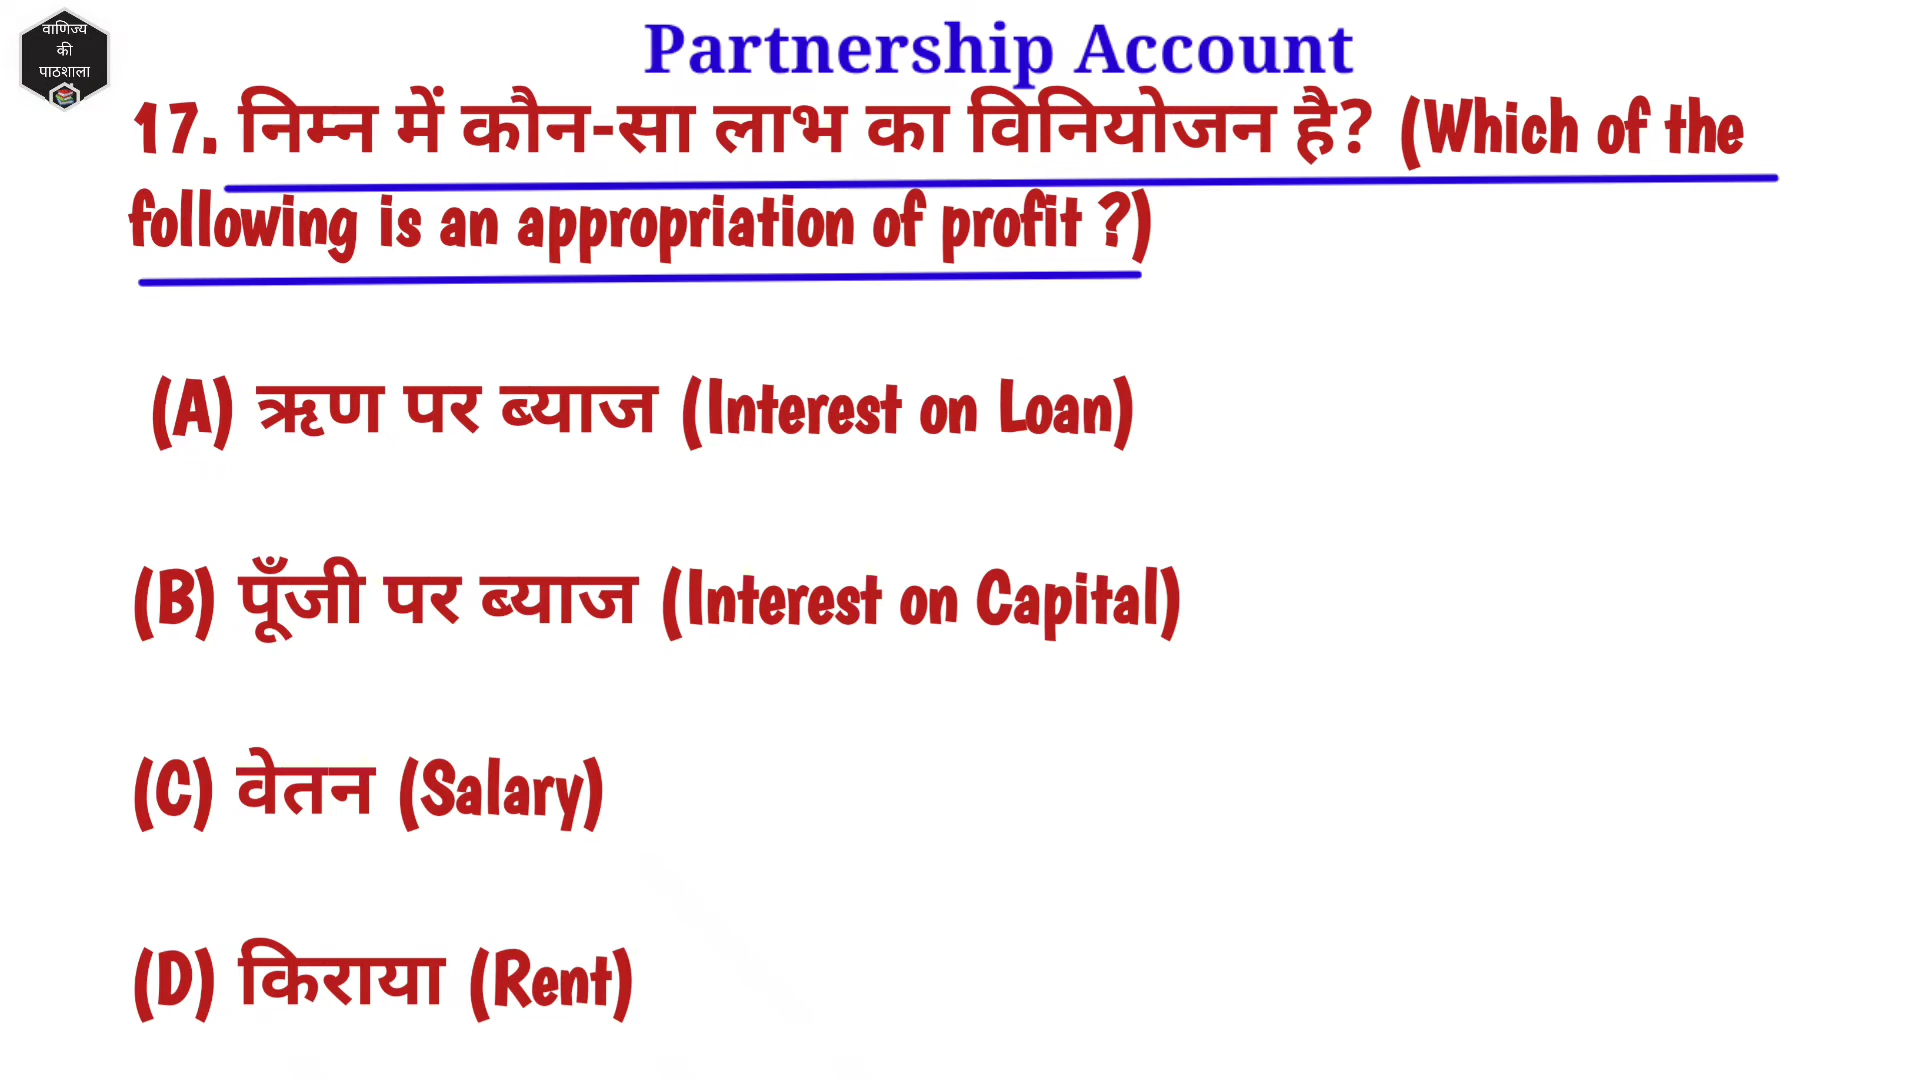 वाणिज्य
की
पाठशाला
Partnership Account
17. निम्न में कौन-सा लाभ का विनियोजन है? (Which of the
following is an appropriation of profit ?)
(A) ऋण पर ब्याज (Interest on Loan)
(B) पूँजी पर ब्याज (Interest on Capital)
(C) वेतन (Salary)
(D) किराया (Rent)